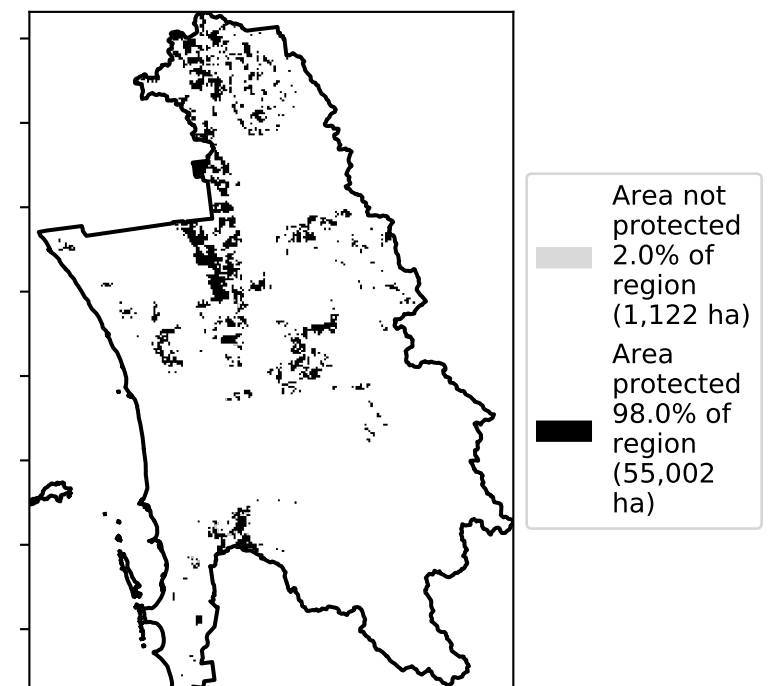 Area not
protected
2.0% of
region
(1,122 ha)
Area
protected
98.0% of
region
(55,002
ha)